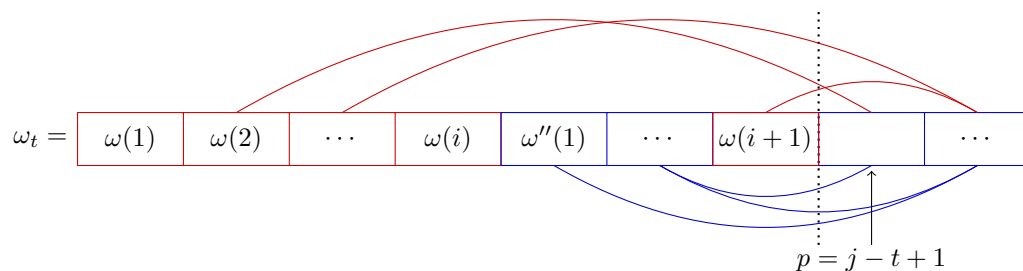 ω_t = ω(1) ω(2) ⋯ ω(i) ω''(1) ⋯ ω(i + 1) ⋯
p = j − t + 1